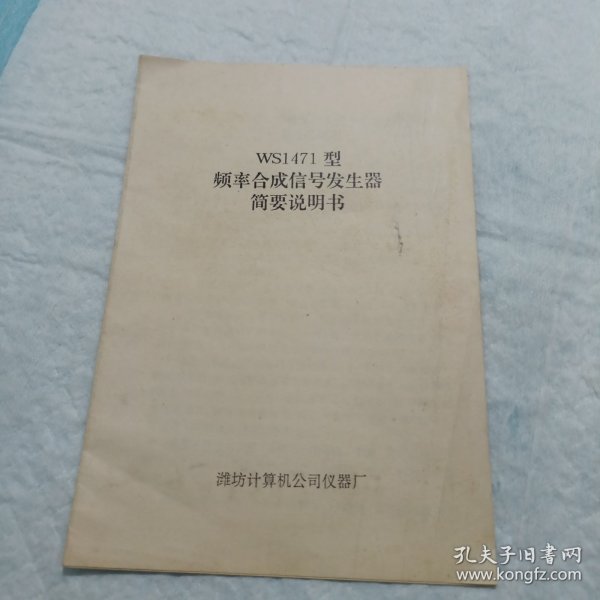 WS1471 型
频率合成信号发生器
简要说明书
潍坊计算机公司仪器厂
孔夫子旧书网
www.kongfz.com